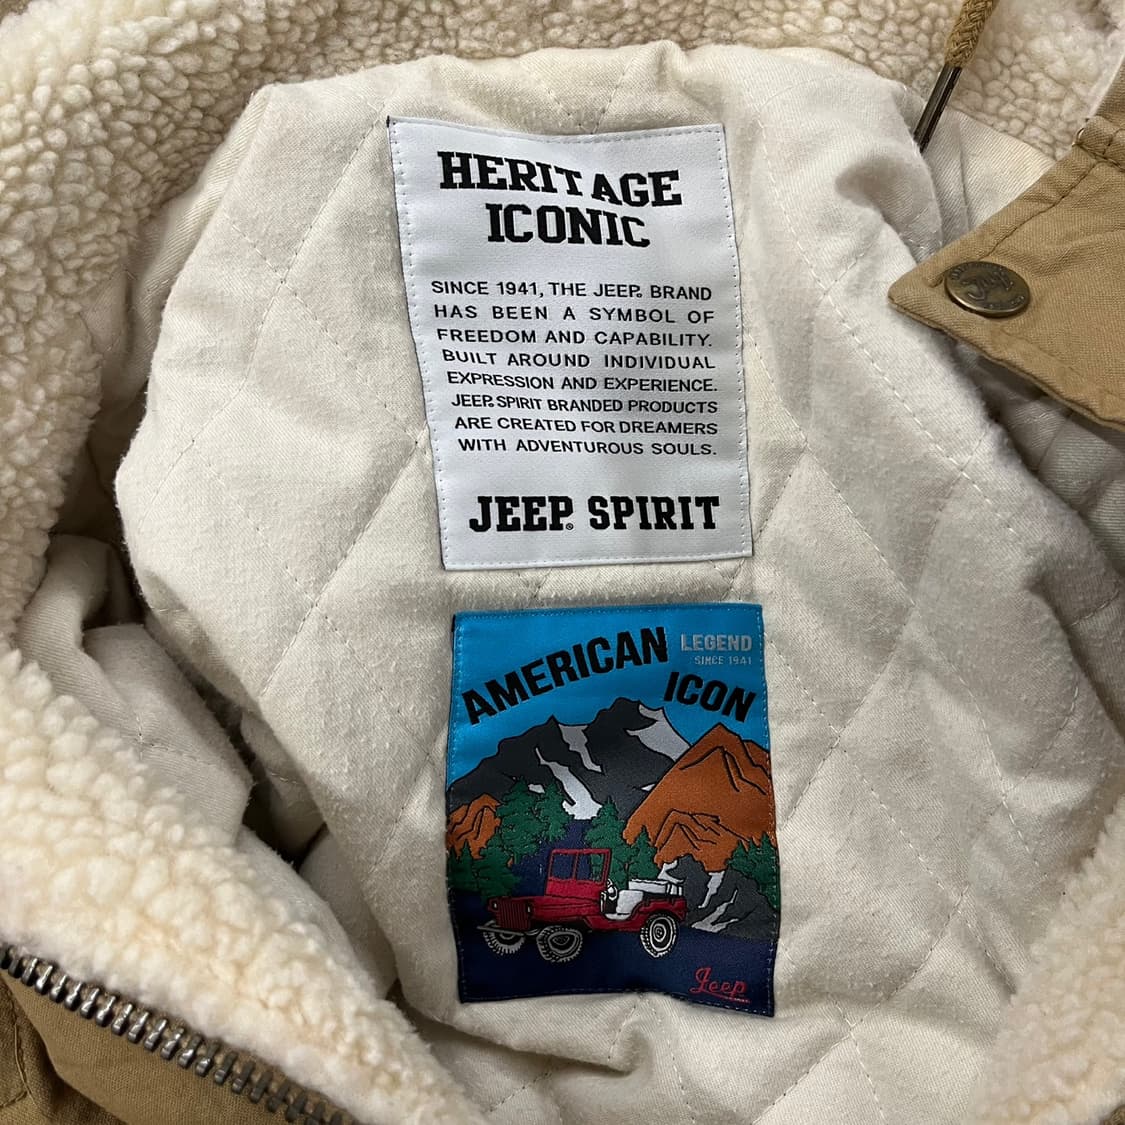 HERITAGE
ICONIC
SINCE 1941, THE JEEP® BRAND
HAS BEEN A SYMBOL OF
FREEDOM AND CAPABILITY.
BUILT AROUND INDIVIDUAL
EXPRESSION AND EXPERIENCE.
JEEP® SPIRIT BRANDED PRODUCTS
ARE CREATED FOR DREAMERS
WITH ADVENTUROUS SOULS.
JEEP® SPIRIT
AMERICAN
LEGEND
SINCE 1941
ICON
Jeep
Jeep